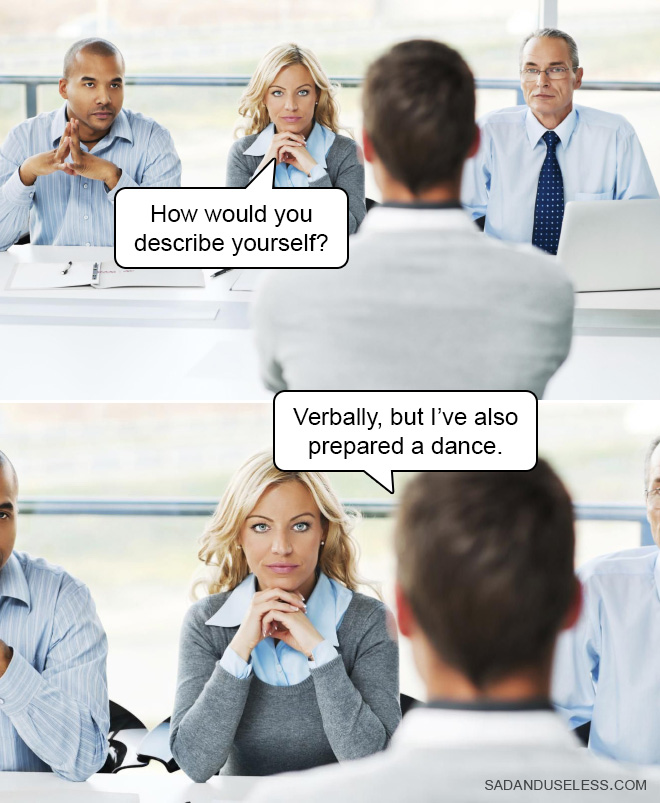 How would you
describe yourself?
Verbally, but I’ve also
prepared a dance.
SADANDUSELESS.COM